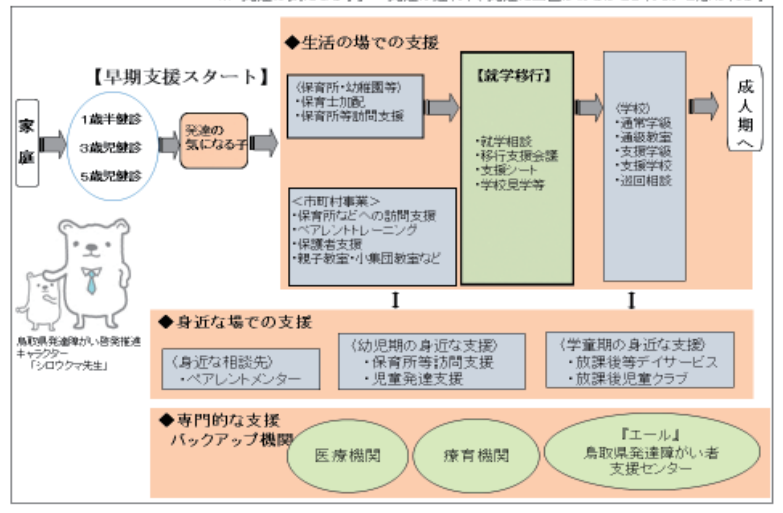 【早期支援スタート】
家庭
1歳半健診
3歳児健診
5歳児健診
発達の
気になる子
◆生活の場での支援
(保育所・幼稚園等)
・保育士加配
・保育所等訪問支援
<市町村事業>
・保育所などへの訪問支援
・ペアレントトレーニング
・保護者支援
・親子教室・小集団教室など
【就学移行】
・就学相談
・移行支援会議
・支援シート
・学校見学等
(学校)
・通常学級
・通級教室
・支援学級
・支援学校
・巡回相談
成人期へ
鳥取県発達障がい啓発推進
キャラクター
「シロウクマ先生」
◆身近な場での支援
(身近な相談先)
・ペアレントメンター
(幼児期の身近な支援)
・保育所等訪問支援
・児童発達支援
(学童期の身近な支援)
・放課後等デイサービス
・放課後児童クラブ
◆専門的な支援
バックアップ機関
医療機関
療育機関
『エール』
鳥取県発達障がい者
支援センター